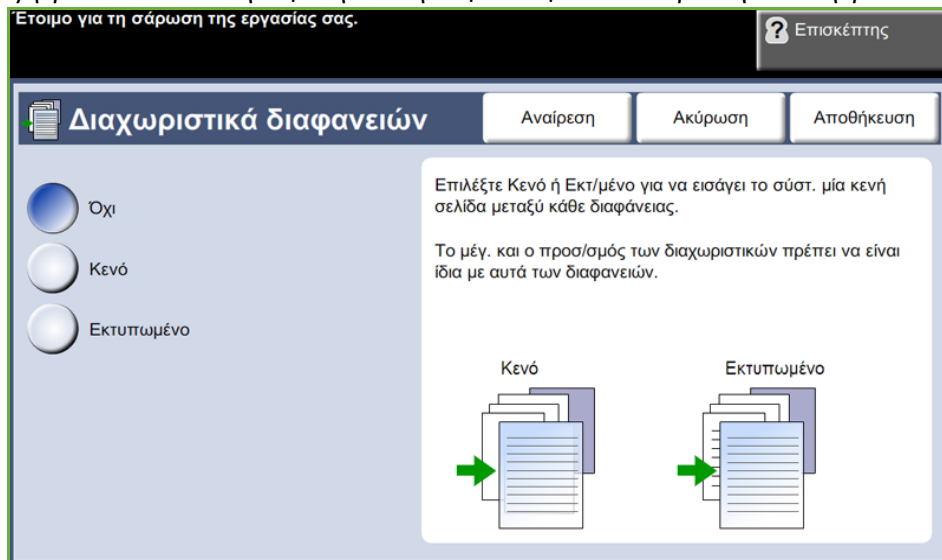 Έτοιμο για τη σάρωση της εργασίας σας.
? Επισκέπτης
Διαχωριστικά διαφανειών
Αναίρεση
Ακύρωση
Αποθήκευση
Όχι
Κενό
Εκτυπωμένο
Επιλέξτε Κενό ή Εκτ/μένο για να εισάγει το σύστ. μία κενή
σελίδα μεταξύ κάθε διαφάνειας.
Το μέγ. και ο προσ/σμός των διαχωριστικών πρέπει να είναι
ίδια με αυτά των διαφανειών.
Κενό
Εκτυπωμένο